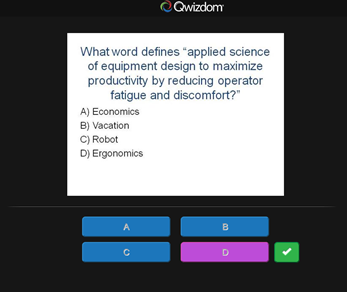 Qwizdom
What word defines “applied science
of equipment design to maximize
productivity by reducing operator
fatigue and discomfort?”
A) Economics
B) Vacation
C) Robot
D) Ergonomics
A
B
C
D